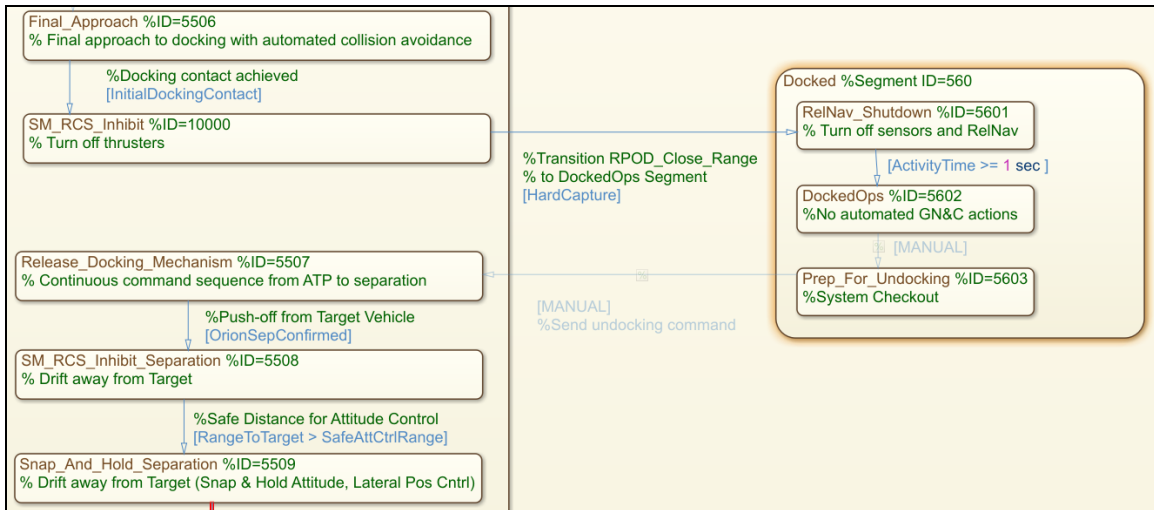 Final_Approach %ID=5506
% Final approach to docking with automated collision avoidance
%Docking contact achieved
[InitialDockingContact]
SM_RCS_Inhibit %ID=10000
% Turn off thrusters
%Transition RPOD_Close_Range
% to DockedOps Segment
[HardCapture]
Docked %Segment ID=560
RelNav_Shutdown %ID=5601
% Turn off sensors and RelNav
[ActivityTime >= 1 sec ]
DockedOps %ID=5602
%No automated GN&C actions
[MANUAL]
Prep_For_Undocking %ID=5603
%System Checkout
[MANUAL]
%Send undocking command
Release_Docking_Mechanism %ID=5507
% Continuous command sequence from ATP to separation
%Push-off from Target Vehicle
[OrionSepConfirmed]
SM_RCS_Inhibit_Separation %ID=5508
% Drift away from Target
%Safe Distance for Attitude Control
[RangeToTarget > SafeAttCtrlRange]
Snap_And_Hold_Separation %ID=5509
% Drift away from Target (Snap & Hold Attitude, Lateral Pos Cntrl)